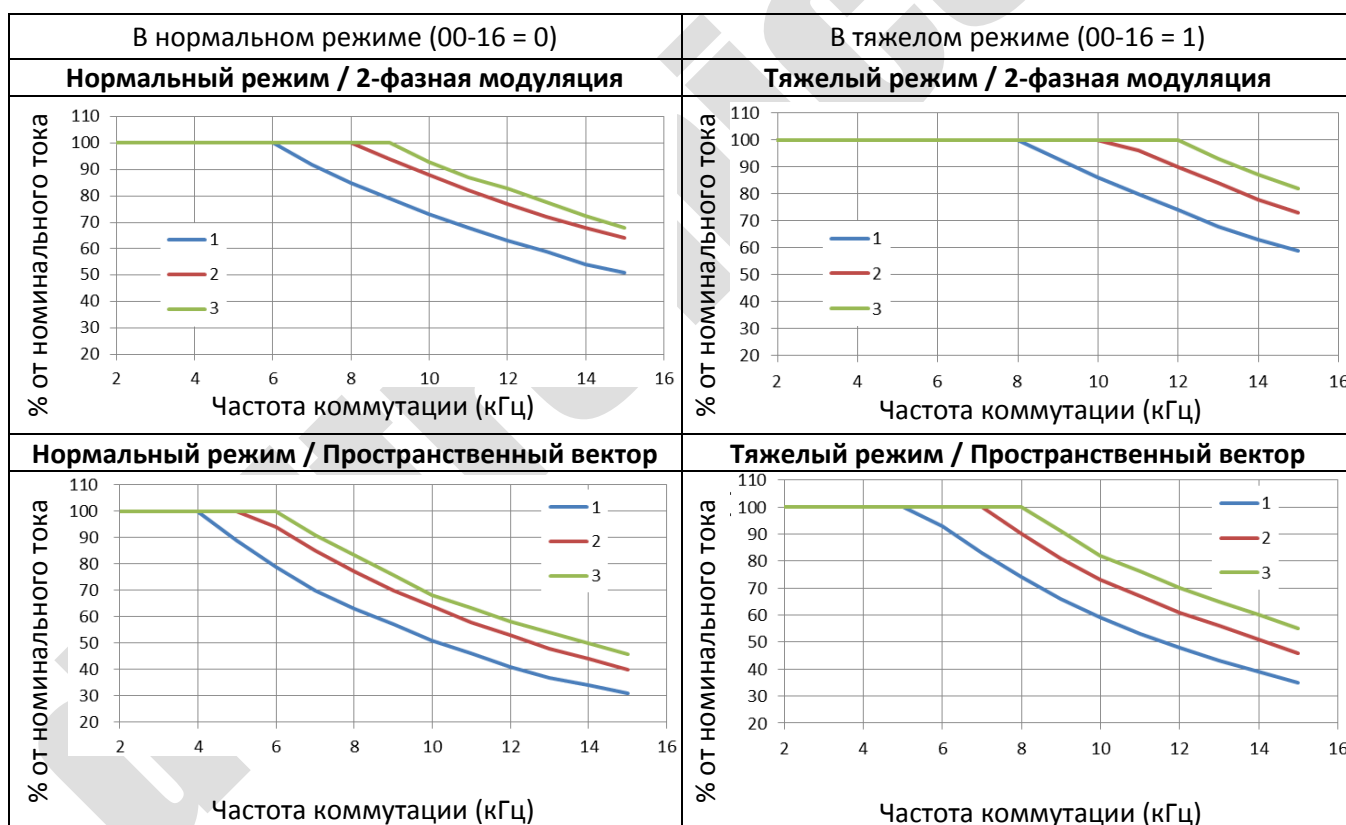 В нормальном режиме (00-16 = 0)
В тяжелом режиме (00-16 = 1)
Нормальный режим / 2-фазная модуляция
Тяжелый режим / 2-фазная модуляция
% от номинального тока
110
100
90
80
70
60
50
40
30
20
1
2
3
2 4 6 8 10 12 14 16
Частота коммутации (кГц)
% от номинального тока
110
100
90
80
70
60
50
40
30
20
1
2
3
2 4 6 8 10 12 14 16
Частота коммутации (кГц)
Нормальный режим / Пространственный вектор
Тяжелый режим / Пространственный вектор
% от номинального тока
110
100
90
80
70
60
50
40
30
20
1
2
3
2 4 6 8 10 12 14 16
Частота коммутации (кГц)
% от номинального тока
110
100
90
80
70
60
50
40
30
20
1
2
3
2 4 6 8 10 12 14 16
Частота коммутации (кГц)